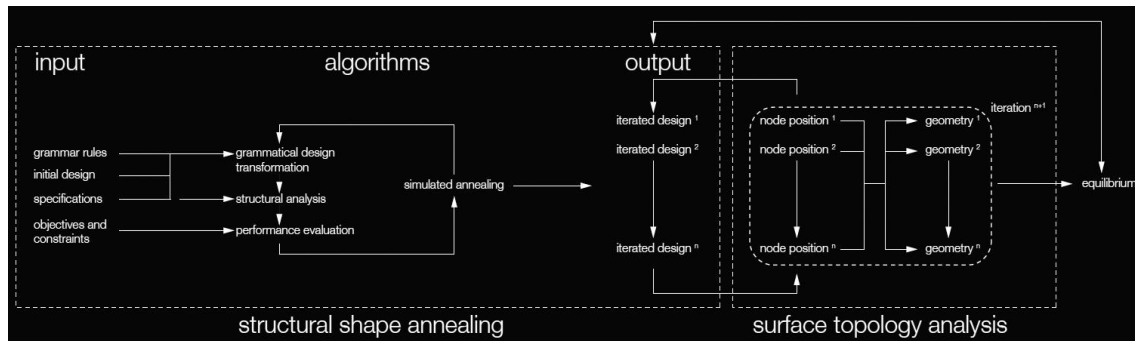 input
algorithms
output
grammar rules
initial design
specifications
objectives and
constraints
grammatical design
transformation
structural analysis
performance evaluation
simulated annealing
iterated design 1
iterated design 2
iterated design n
node position 1
node position 2
node position n
geometry 1
geometry 2
geometry n
iteration n+1
equilibrium
structural shape annealing
surface topology analysis